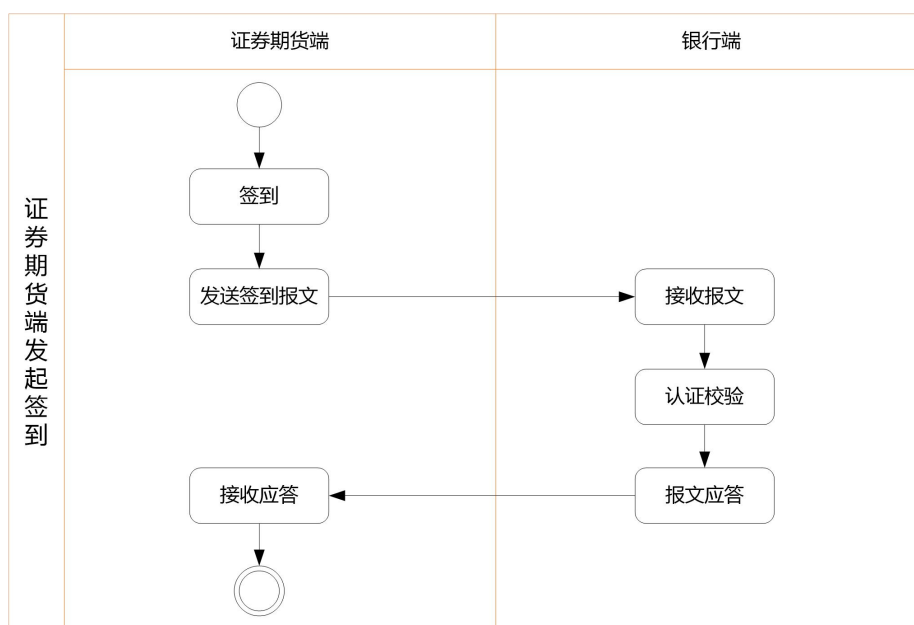 证券期货端
银行端
证券期货端发起签到
签到
发送签到报文
接收报文
认证校验
接收应答
报文应答